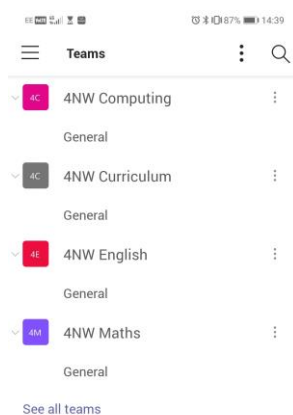 87% 14:39
Teams
4C 4NW Computing
General
4C 4NW Curriculum
General
4E 4NW English
General
4M 4NW Maths
General
See all teams